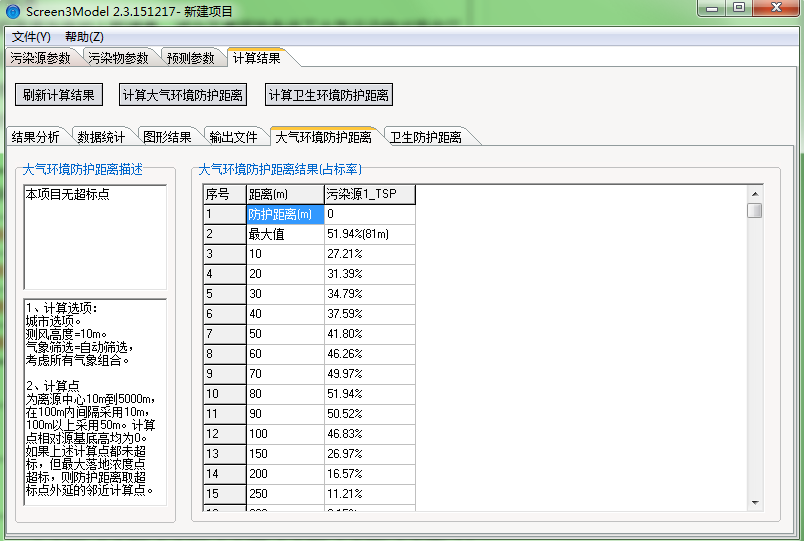 Screen3Model 2.3.151217- 新建项目
文件(Y) 帮助(Z)
污染源参数 污染物参数 预测参数 计算结果
刷新计算结果 计算大气环境防护距离 计算卫生环境防护距离
结果分析 数据统计 图形结果 输出文件 大气环境防护距离 卫生防护距离
大气环境防护距离描述
本项目无超标点
1、计算选项:
城市选项。
测风高度=10m。
气象筛选=自动筛选,
考虑所有气象组合。
2、计算点
为离源中心10m到5000m,
在100m内间隔采用10m,
100m以上采用50m。计算
点相对源基底高均为0。
如果上述计算点都未超
标,但最大落地浓度点
超标,则防护距离取超
标点外延的邻近计算点。
大气环境防护距离结果(占标率)
序号 距离(m) 污染源1_TSP
1 防护距离(m) 0
2 最大值 51.94%(81m)
3 10 27.21%
4 20 31.39%
5 30 34.79%
6 40 37.59%
7 50 41.80%
8 60 46.26%
9 70 49.97%
10 80 51.94%
11 90 50.52%
12 100 46.83%
13 150 26.97%
14 200 16.57%
15 250 11.21%